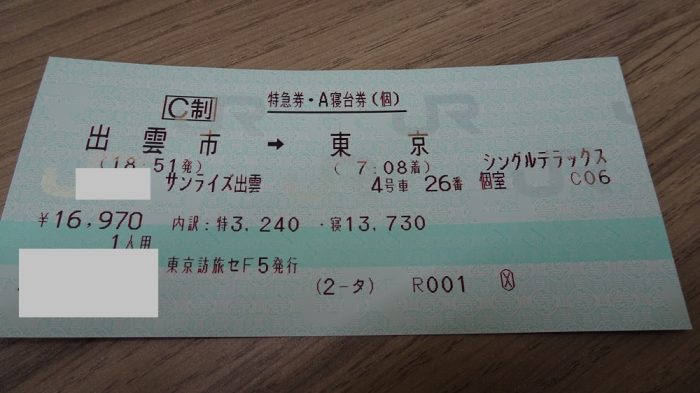 C制 特急券・A寝台券(個)
出雲市 → 東京
(18:51発) (7:08着) シングルデラックス
サンライズ出雲 4号車 26番 個室 C06
¥16,970 内訳:特3,240 ・寝13,730
1人用
東京訪旅セF5発行 (2-タ) R001